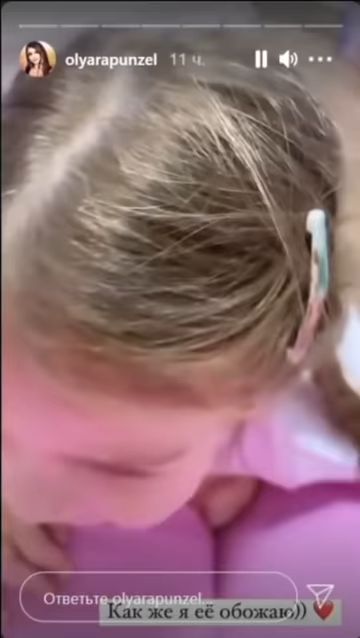 olyarapunzel 11 ч.
Ответьте olyarapunzel...
Как же я её обожаю)) ❤️